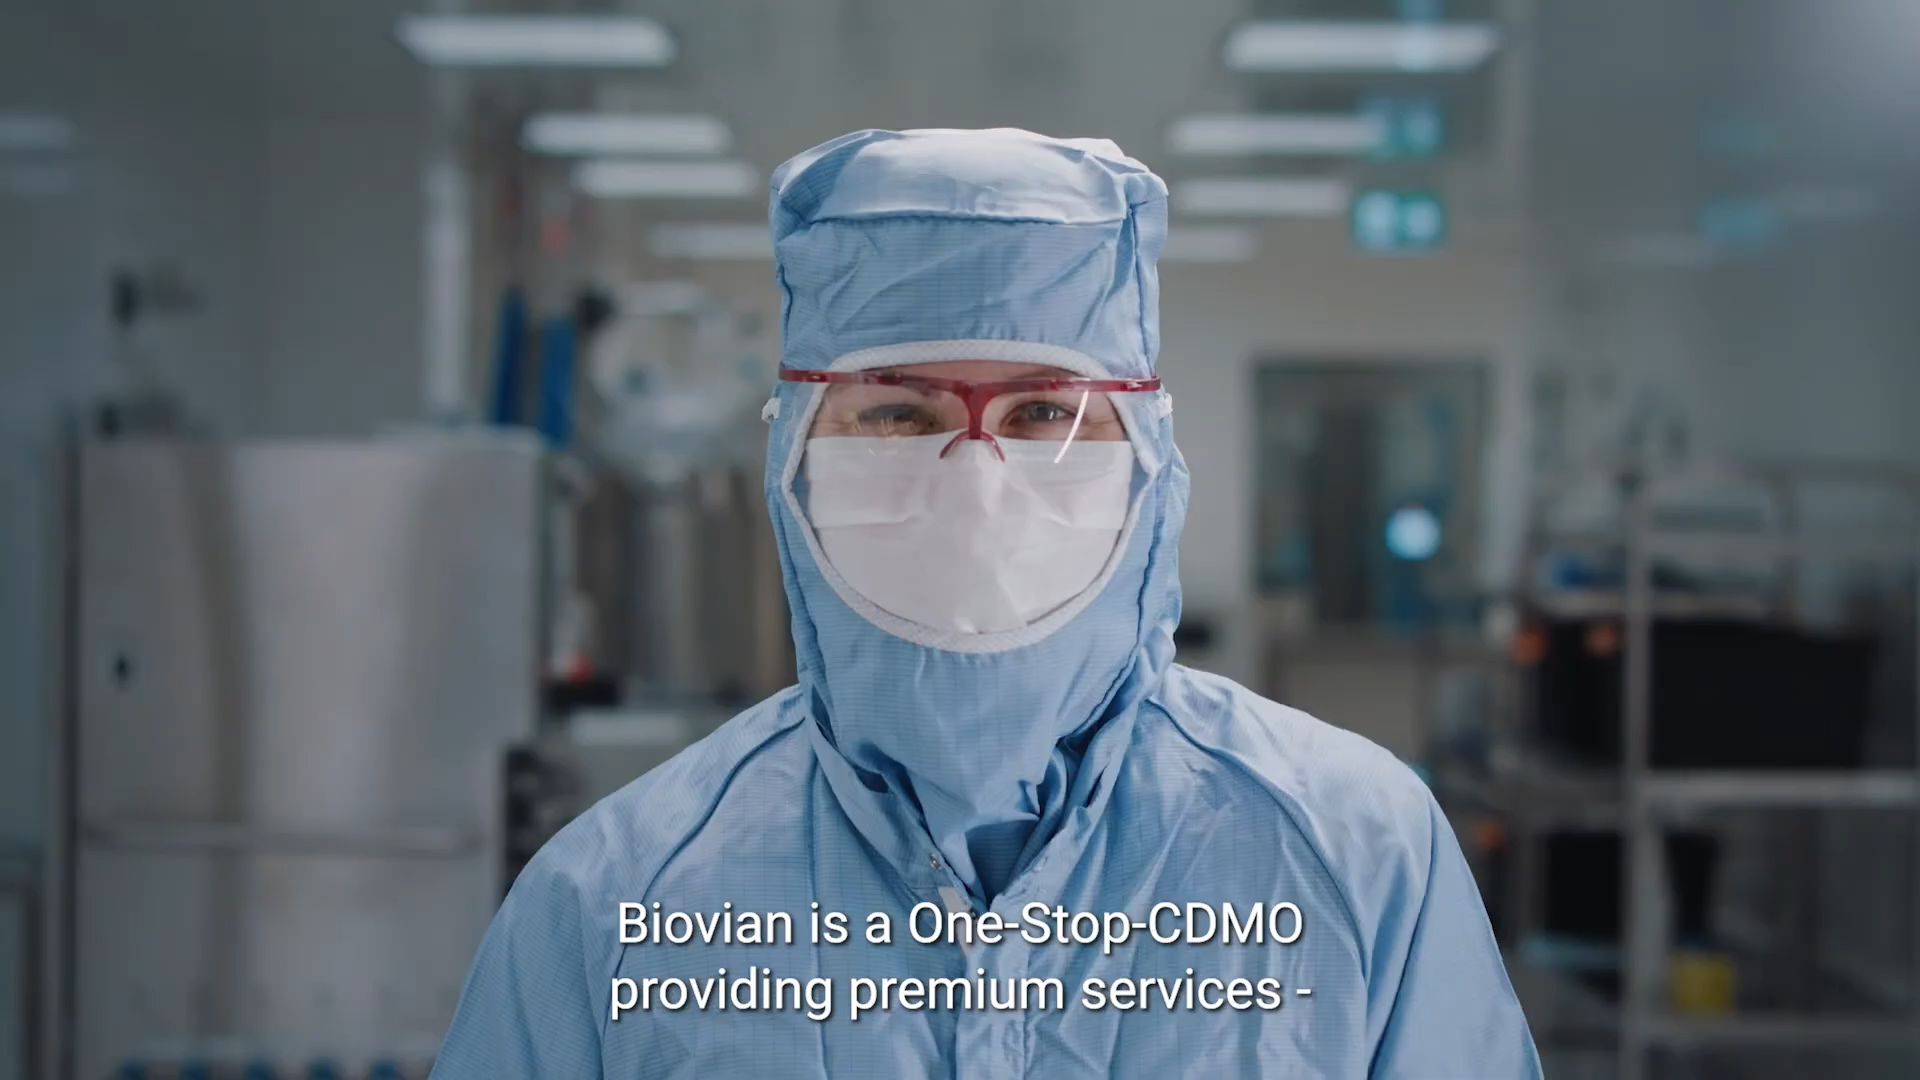 Biovian is a One-Stop-CDMO
providing premium services -